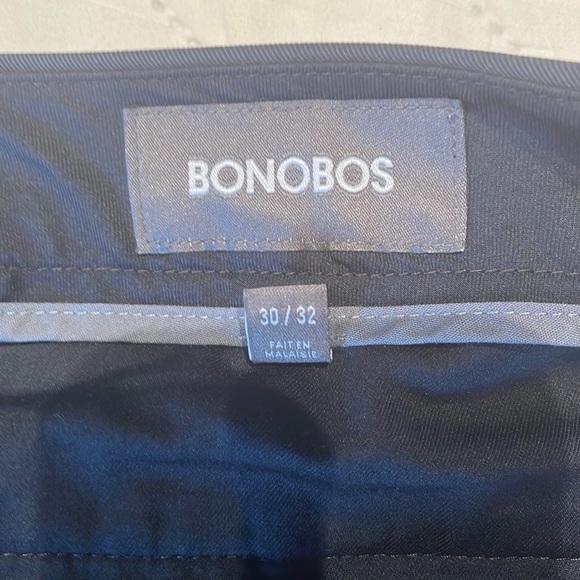 BONOBOS
30 / 32
FAIT EN
MALAISIE